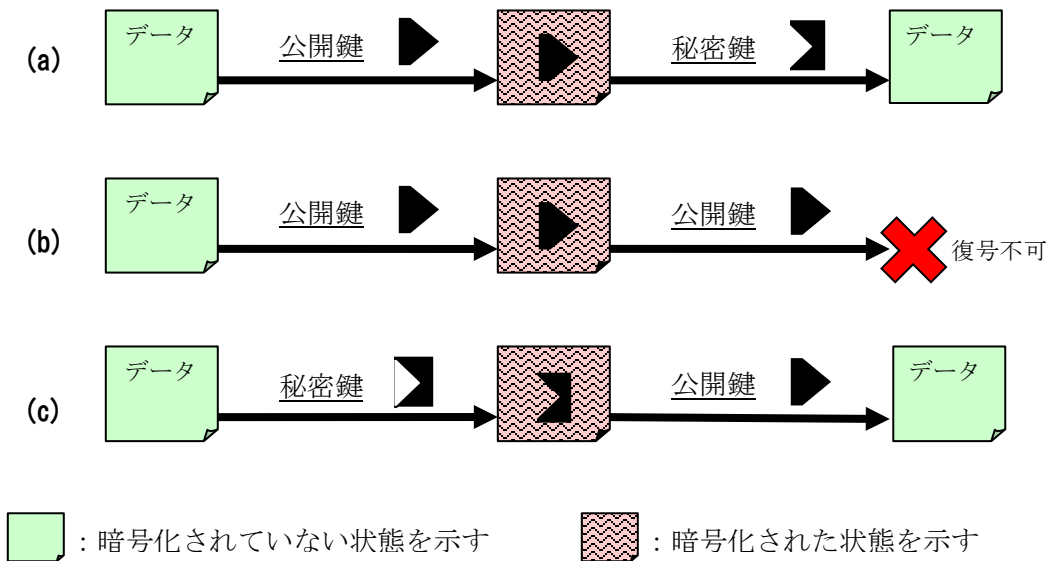 (a)
データ
公開鍵
秘密鍵
データ
(b)
データ
公開鍵
公開鍵
復号不可
(c)
データ
秘密鍵
公開鍵
データ
：暗号化されていない状態を示す
：暗号化された状態を示す